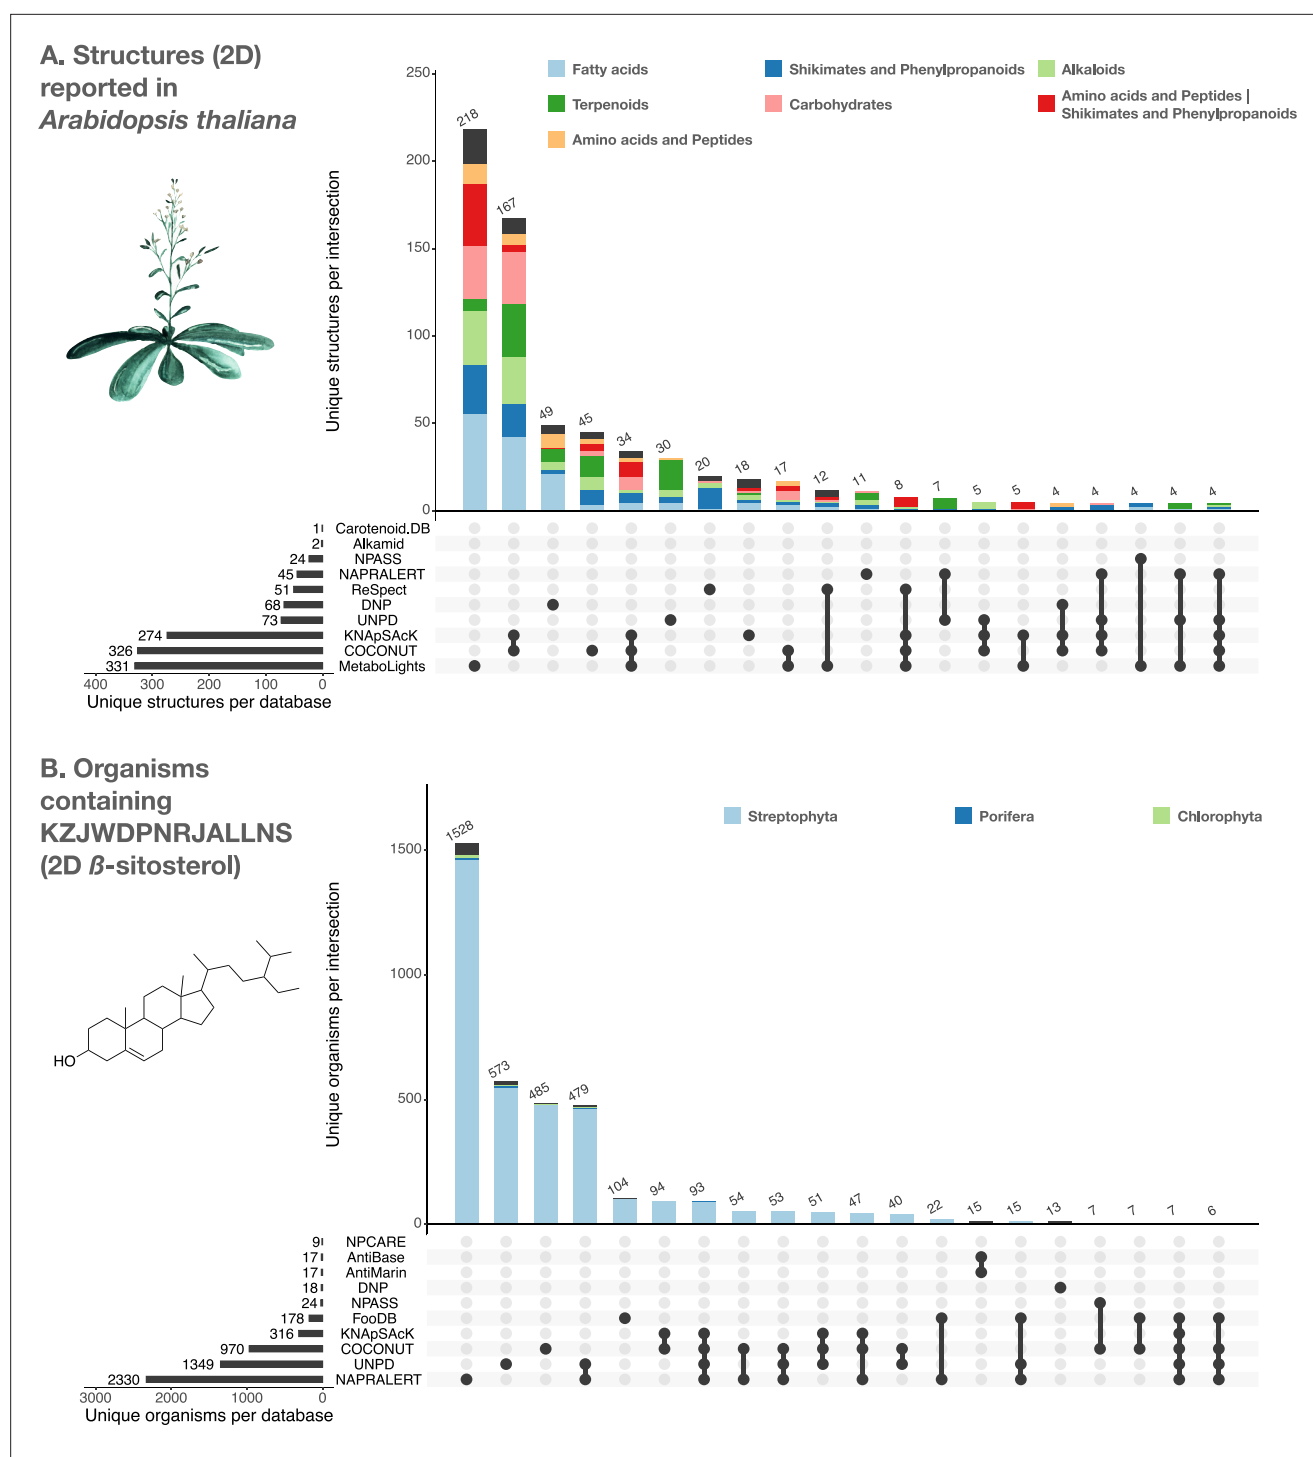 A. Structures (2D)
reported in
Arabidopsis thaliana
Fatty acids
Shikimates and Phenylpropanoids
Alkaloids
Terpenoids
Carbohydrates
Amino acids and Peptides |
Shikimates and Phenylpropanoids
Amino acids and Peptides
Unique structures per intersection
250
200
150
100
50
0
218
167
49
45
34
30
20
18
17
12
11
8
7
5
5
4
4
4
4
4
1 Carotenoid.DB
2 Alkamid
24 NPASS
45 NAPRALERT
51 ReSpect
68 DNP
73 UNPD
274 KNApSAcK
326 COCONUT
331 MetaboLights
400 300 200 100 0
Unique structures per database
B. Organisms
containing
KZJWDPNRJALLNS
(2D ß-sitosterol)
Streptophyta
Porifera
Chlorophyta
HO
Unique organisms per intersection
1500
1000
500
0
1528
573
485
479
104
94
93
54
53
51
47
40
22
15
15
13
7
7
7
6
9 NPCARE
17 AntiBase
17 AntiMarin
18 DNP
24 NPASS
178 FooDB
316 KNApSAcK
970 COCONUT
1349 UNPD
2330 NAPRALERT
3000 2000 1000 0
Unique organisms per database